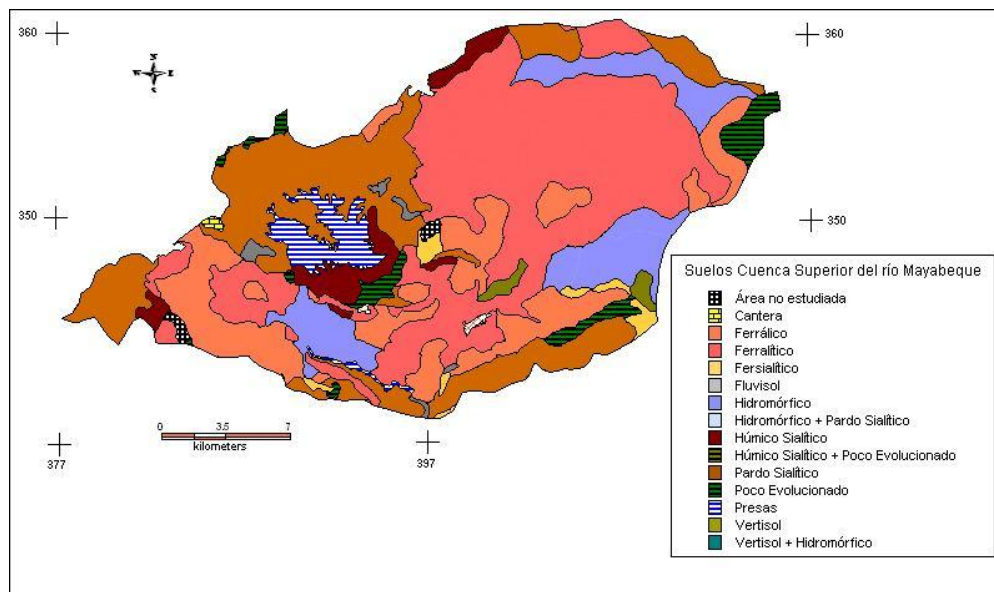 360
360
N
W E
S
350
350
Suelos Cuenca Superior del río Mayabeque
Área no estudiada
Cantera
Ferrálico
Ferralítico
Fersialítico
Fluvisol
Hidromórfico
Hidromórfico + Pardo Sialítico
Húmico Sialítico
Húmico Sialítico + Poco Evolucionado
Pardo Sialítico
Poco Evolucionado
Presas
Vertisol
Vertisol + Hidromórfico
0 3.5 7
kilometers
377
397